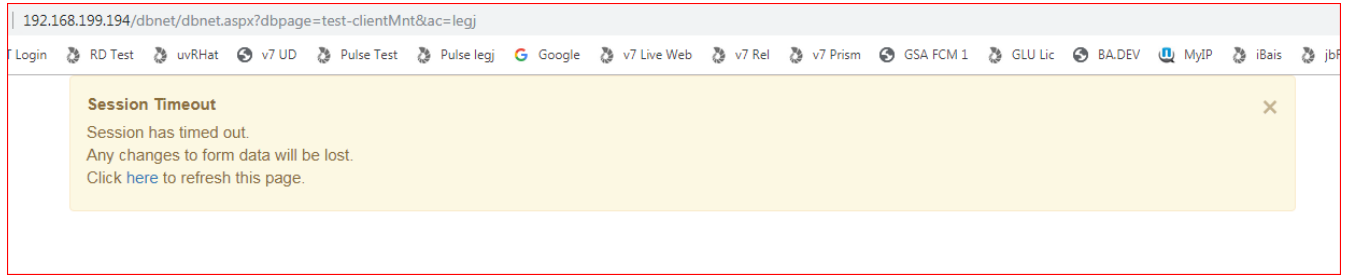 192.168.199.194/dbnet/dbnet.aspx?dbpage=test-clientMnt&ac=legj
Login RD Test uvRHat v7 UD Pulse Test Pulse legj Google v7 Live Web v7 Rel v7 Prism GSA FCM 1 GLU Lic BA.DEV MyIP iBais
Session Timeout ×
Session has timed out.
Any changes to form data will be lost.
Click here to refresh this page.